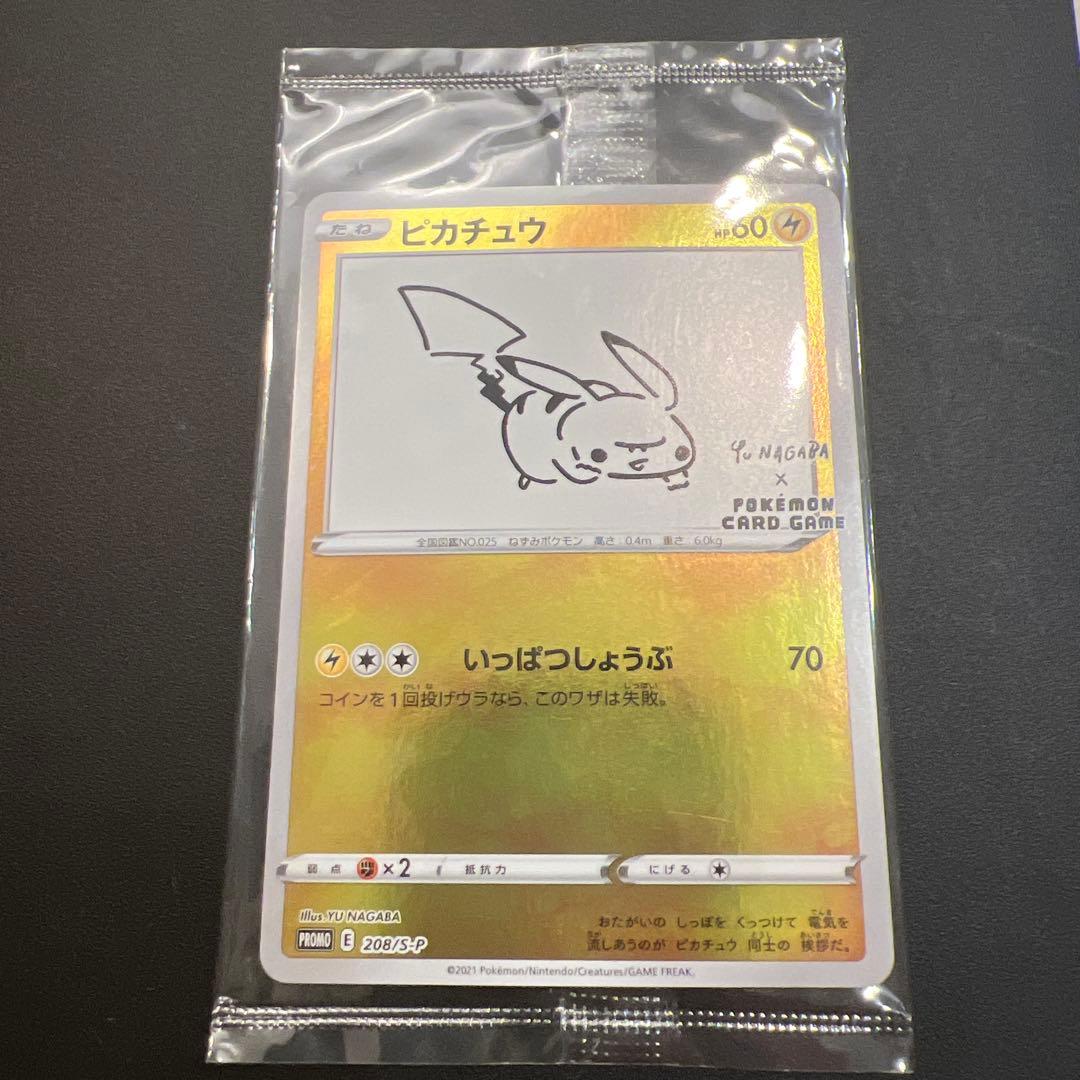 たね ピカチュウ HP60
Yu NAGABA
×
POKÉMON
CARD GAME
全国図鑑NO.025 ねずみポケモン 高さ:0.4m 重さ:6.0kg
いっぱつしょうぶ 70
コインを1回投げウラなら、このワザは失敗。
弱点 ×2 抵抗力 にげる
Illus. YU NAGABA
PROMO E 208/S-P
おたがいの しっぽを くっつけて 電気を
流しあうのが ピカチュウ 同士の 挨拶だ。
©2021 Pokémon/Nintendo/Creatures/GAME FREAK.